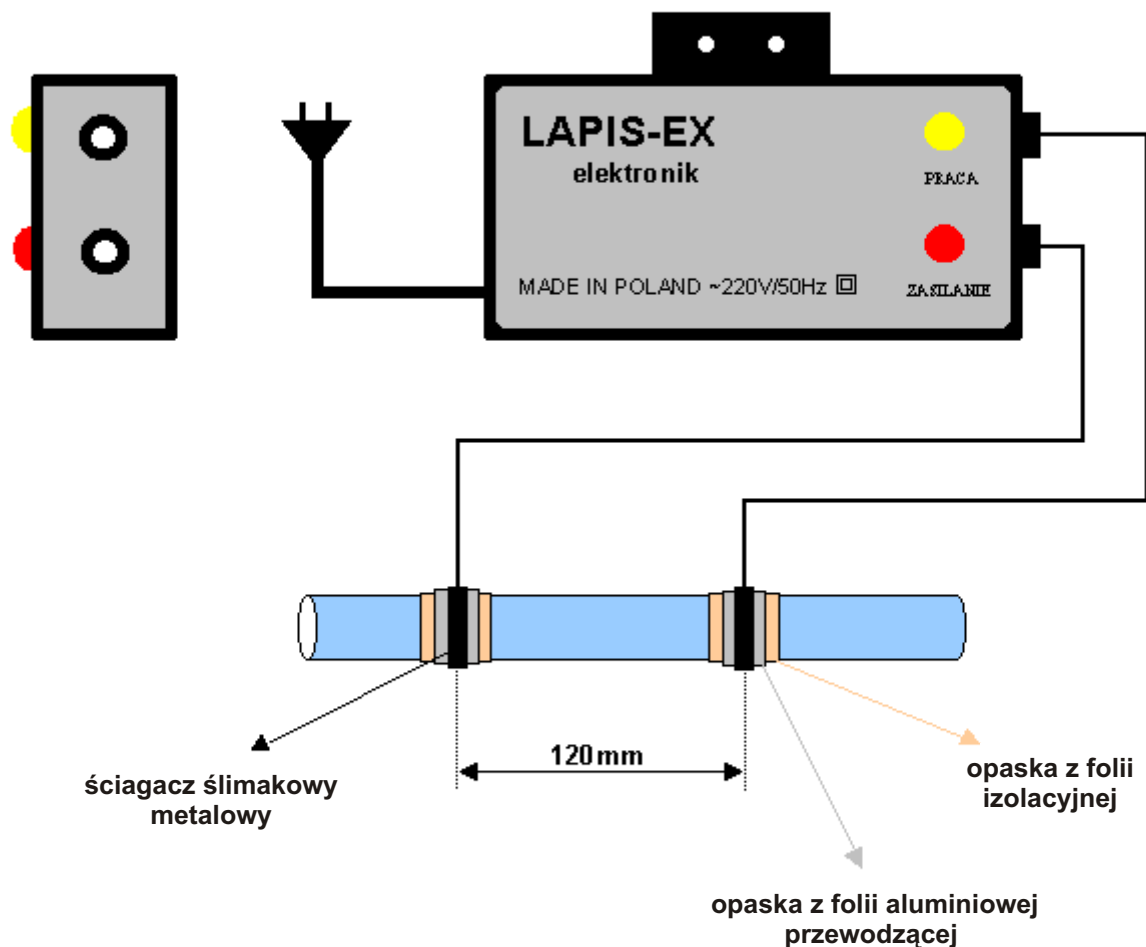 LAPIS-EX
elektronik
PRACA
MADE IN POLAND ~220V/50Hz
ZASILANIE
120mm
ściagacz ślimakowy
metalowy
opaska z folii
izolacyjnej
opaska z folii aluminiowej
przewodzącej